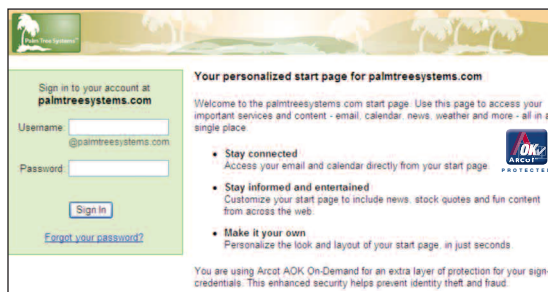 Palm Tree Systems
Sign in to your account at
palmtreesystems.com
Username:
@palmtreesystems.com
Password:
Sign In
Forgot your password?
Your personalized start page for palmtreesystems.com
Welcome to the palmtreesystems.com start page. Use this page to access your
important services and content - email, calendar, news, weather and more - all in a
single place.
• Stay connected
Access your email and calendar directly from your start page.
• Stay informed and entertained
Customize your start page to include news, stock quotes and fun content
from across the web.
• Make it your own
Personalize the look and layout of your start page, in just seconds.
AOK
ARCOT
PROTECTED
You are using Arcot AOK On-Demand for an extra layer of protection for your sign-
credentials. This enhanced security helps prevent identity theft and fraud.